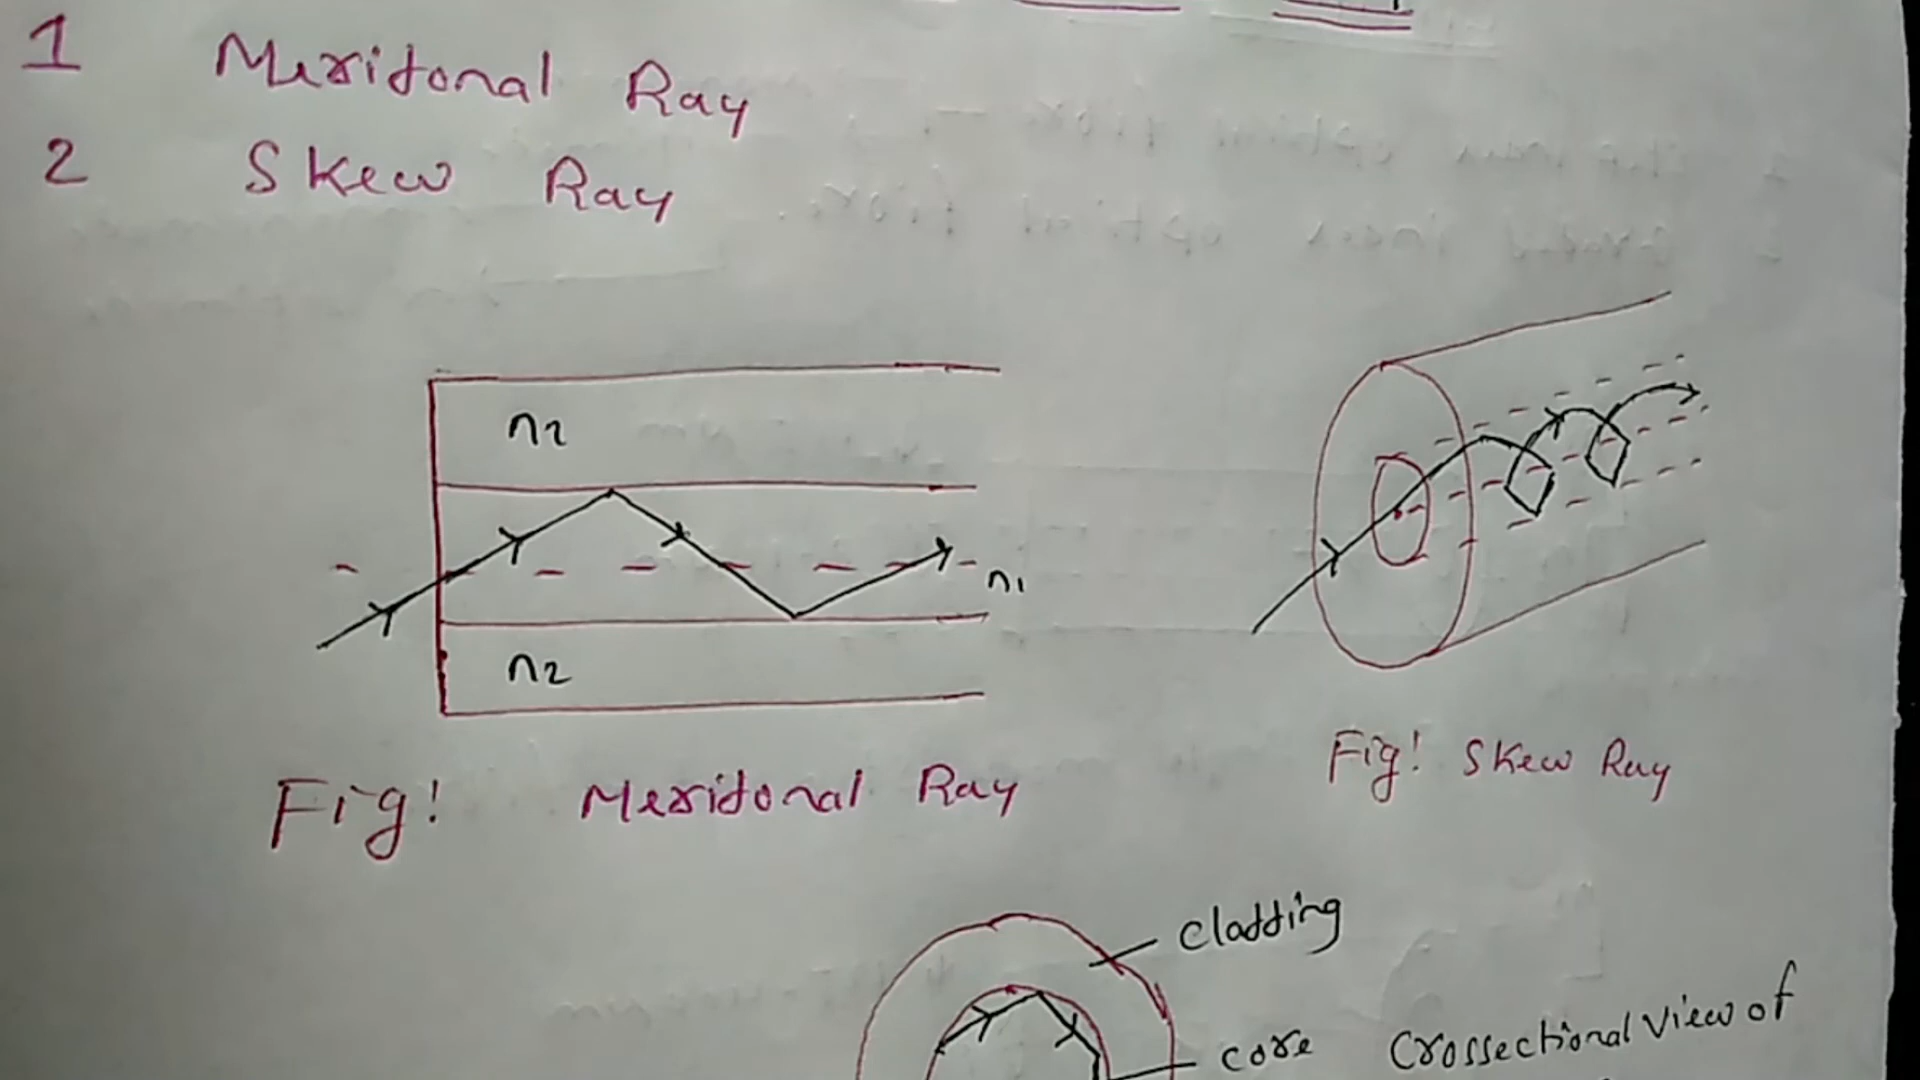 1 Meridonal Ray
2 Skew Ray
n2
n1
n2
Fig! Meridonal Ray
Fig! Skew Ray
cladding
core
Crossectional View of